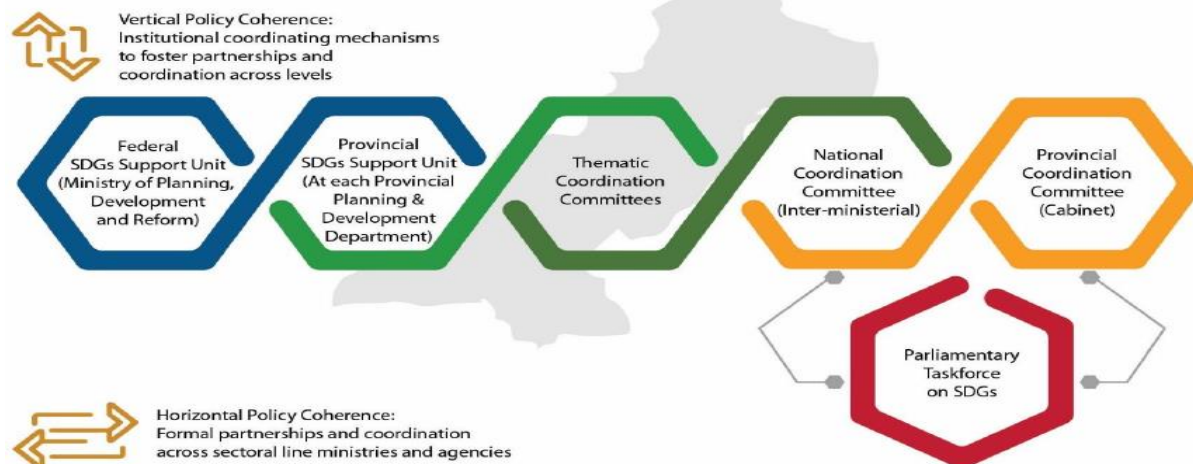 Vertical Policy Coherence:
Institutional coordinating mechanisms
to foster partnerships and
coordination across levels
Federal
SDGs Support Unit
(Ministry of Planning,
Development
and Reform)
Provincial
SDGs Support Unit
(At each Provincial
Planning &
Development
Department)
Thematic
Coordination
Committees
National
Coordination
Committee
(Inter-ministerial)
Provincial
Coordination
Committee
(Cabinet)
Parliamentary
Taskforce
on SDGs
Horizontal Policy Coherence:
Formal partnerships and coordination
across sectoral line ministries and agencies